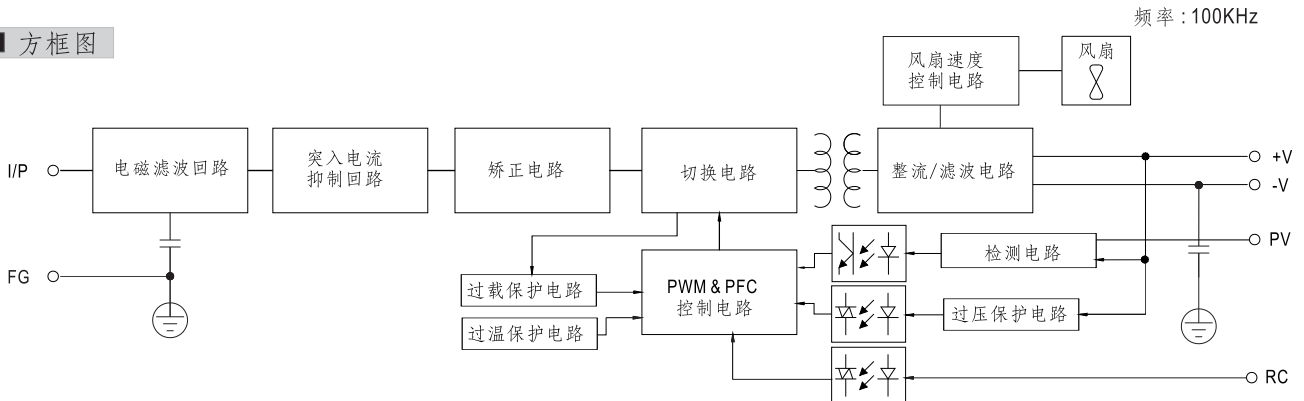 频率 : 100KHz
方框图
风扇速度
控制电路
风扇
I/P
电磁滤波回路
突入电流
抑制回路
矫正电路
切换电路
整流/滤波电路
+V
-V
PV
FG
检测电路
过载保护电路
PWM & PFC
控制电路
过压保护电路
过温保护电路
RC